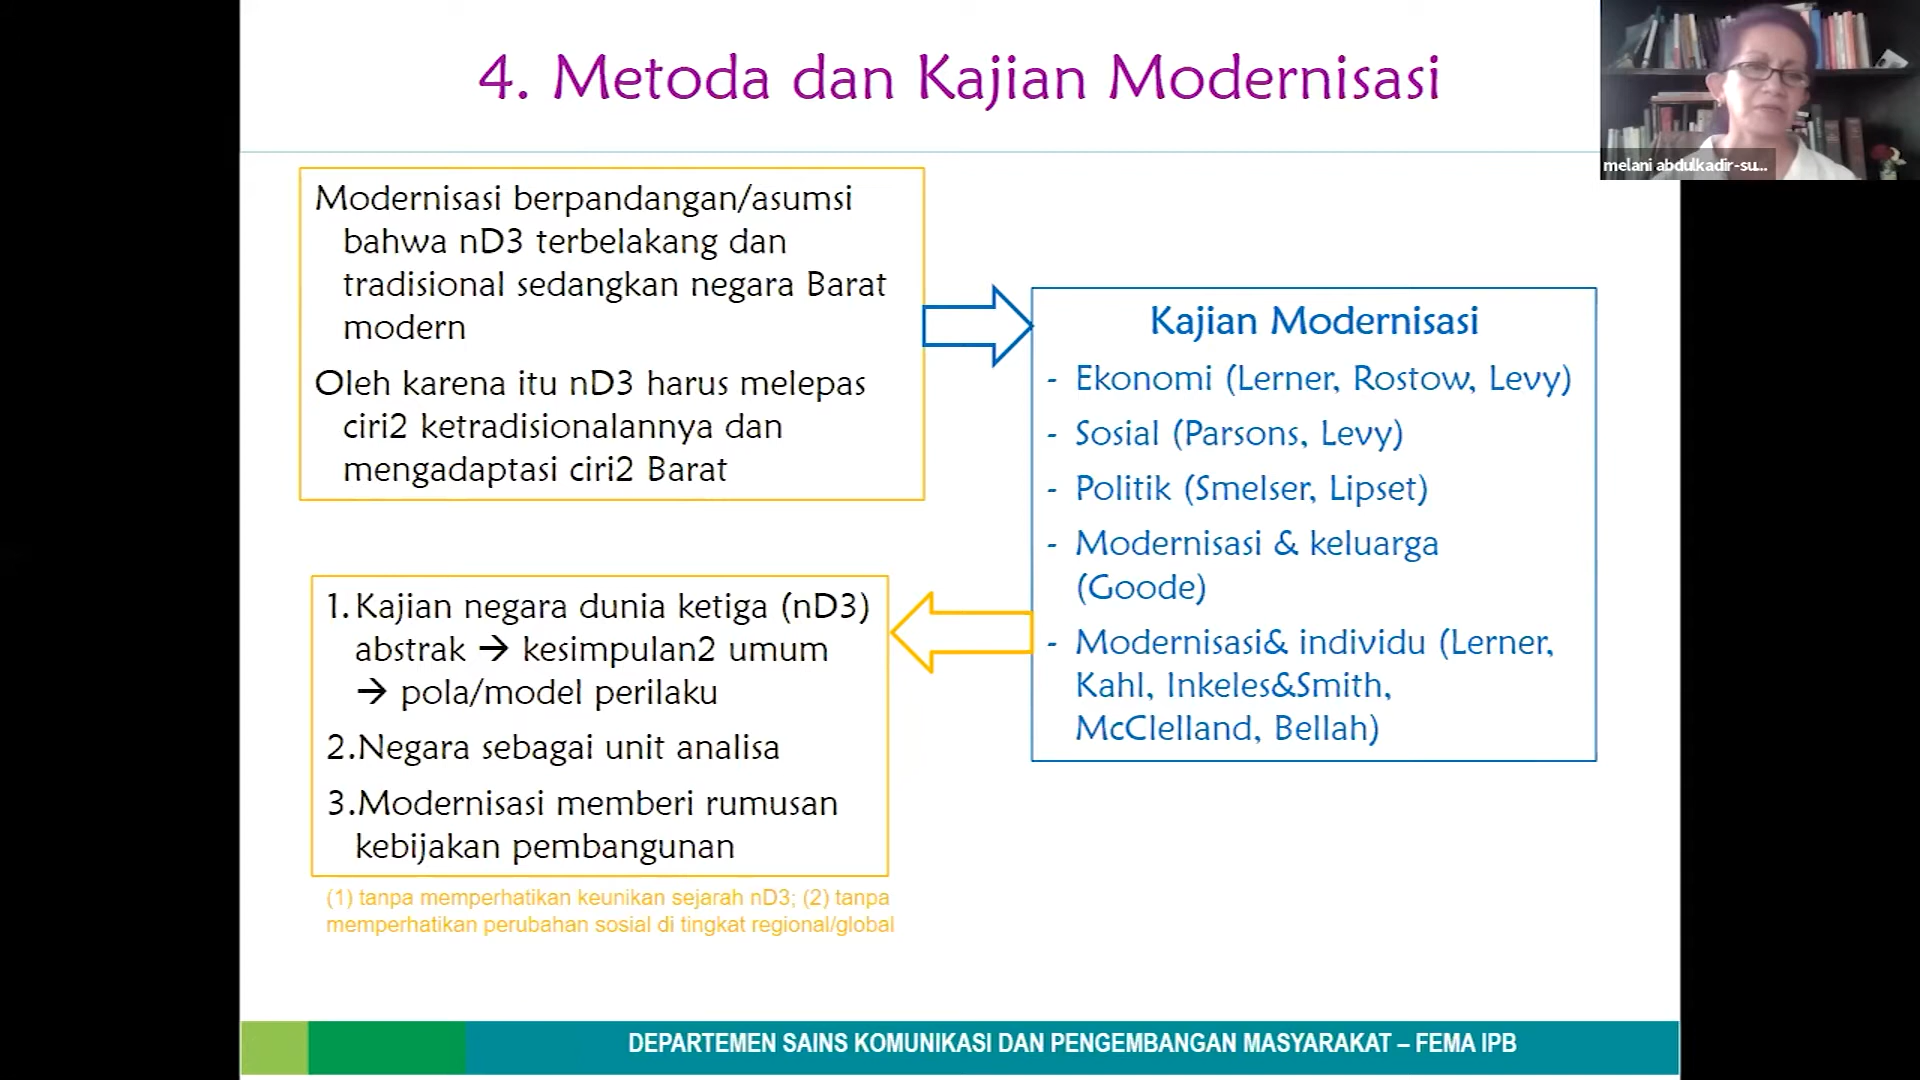 4. Metoda dan Kajian Modernisasi
melani abdulkadir-su...
Modernisasi berpandangan/asumsi
bahwa nD3 terbelakang dan
tradisional sedangkan negara Barat
modern
Oleh karena itu nD3 harus melepas
ciri2 ketradisionalannya dan
mengadaptasi ciri2 Barat
Kajian Modernisasi
- Ekonomi (Lerner, Rostow, Levy)
- Sosial (Parsons, Levy)
- Politik (Smelser, Lipset)
- Modernisasi & keluarga
(Goode)
- Modernisasi& individu (Lerner,
Kahl, Inkeles&Smith,
McClelland, Bellah)
1. Kajian negara dunia ketiga (nD3)
abstrak → kesimpulan2 umum
→ pola/model perilaku
2.Negara sebagai unit analisa
3.Modernisasi memberi rumusan
kebijakan pembangunan
(1) tanpa memperhatikan keunikan sejarah nD3; (2) tanpa
memperhatikan perubahan sosial di tingkat regional/global
DEPARTEMEN SAINS KOMUNIKASI DAN PENGEMBANGAN MASYARAKAT – FEMA IPB